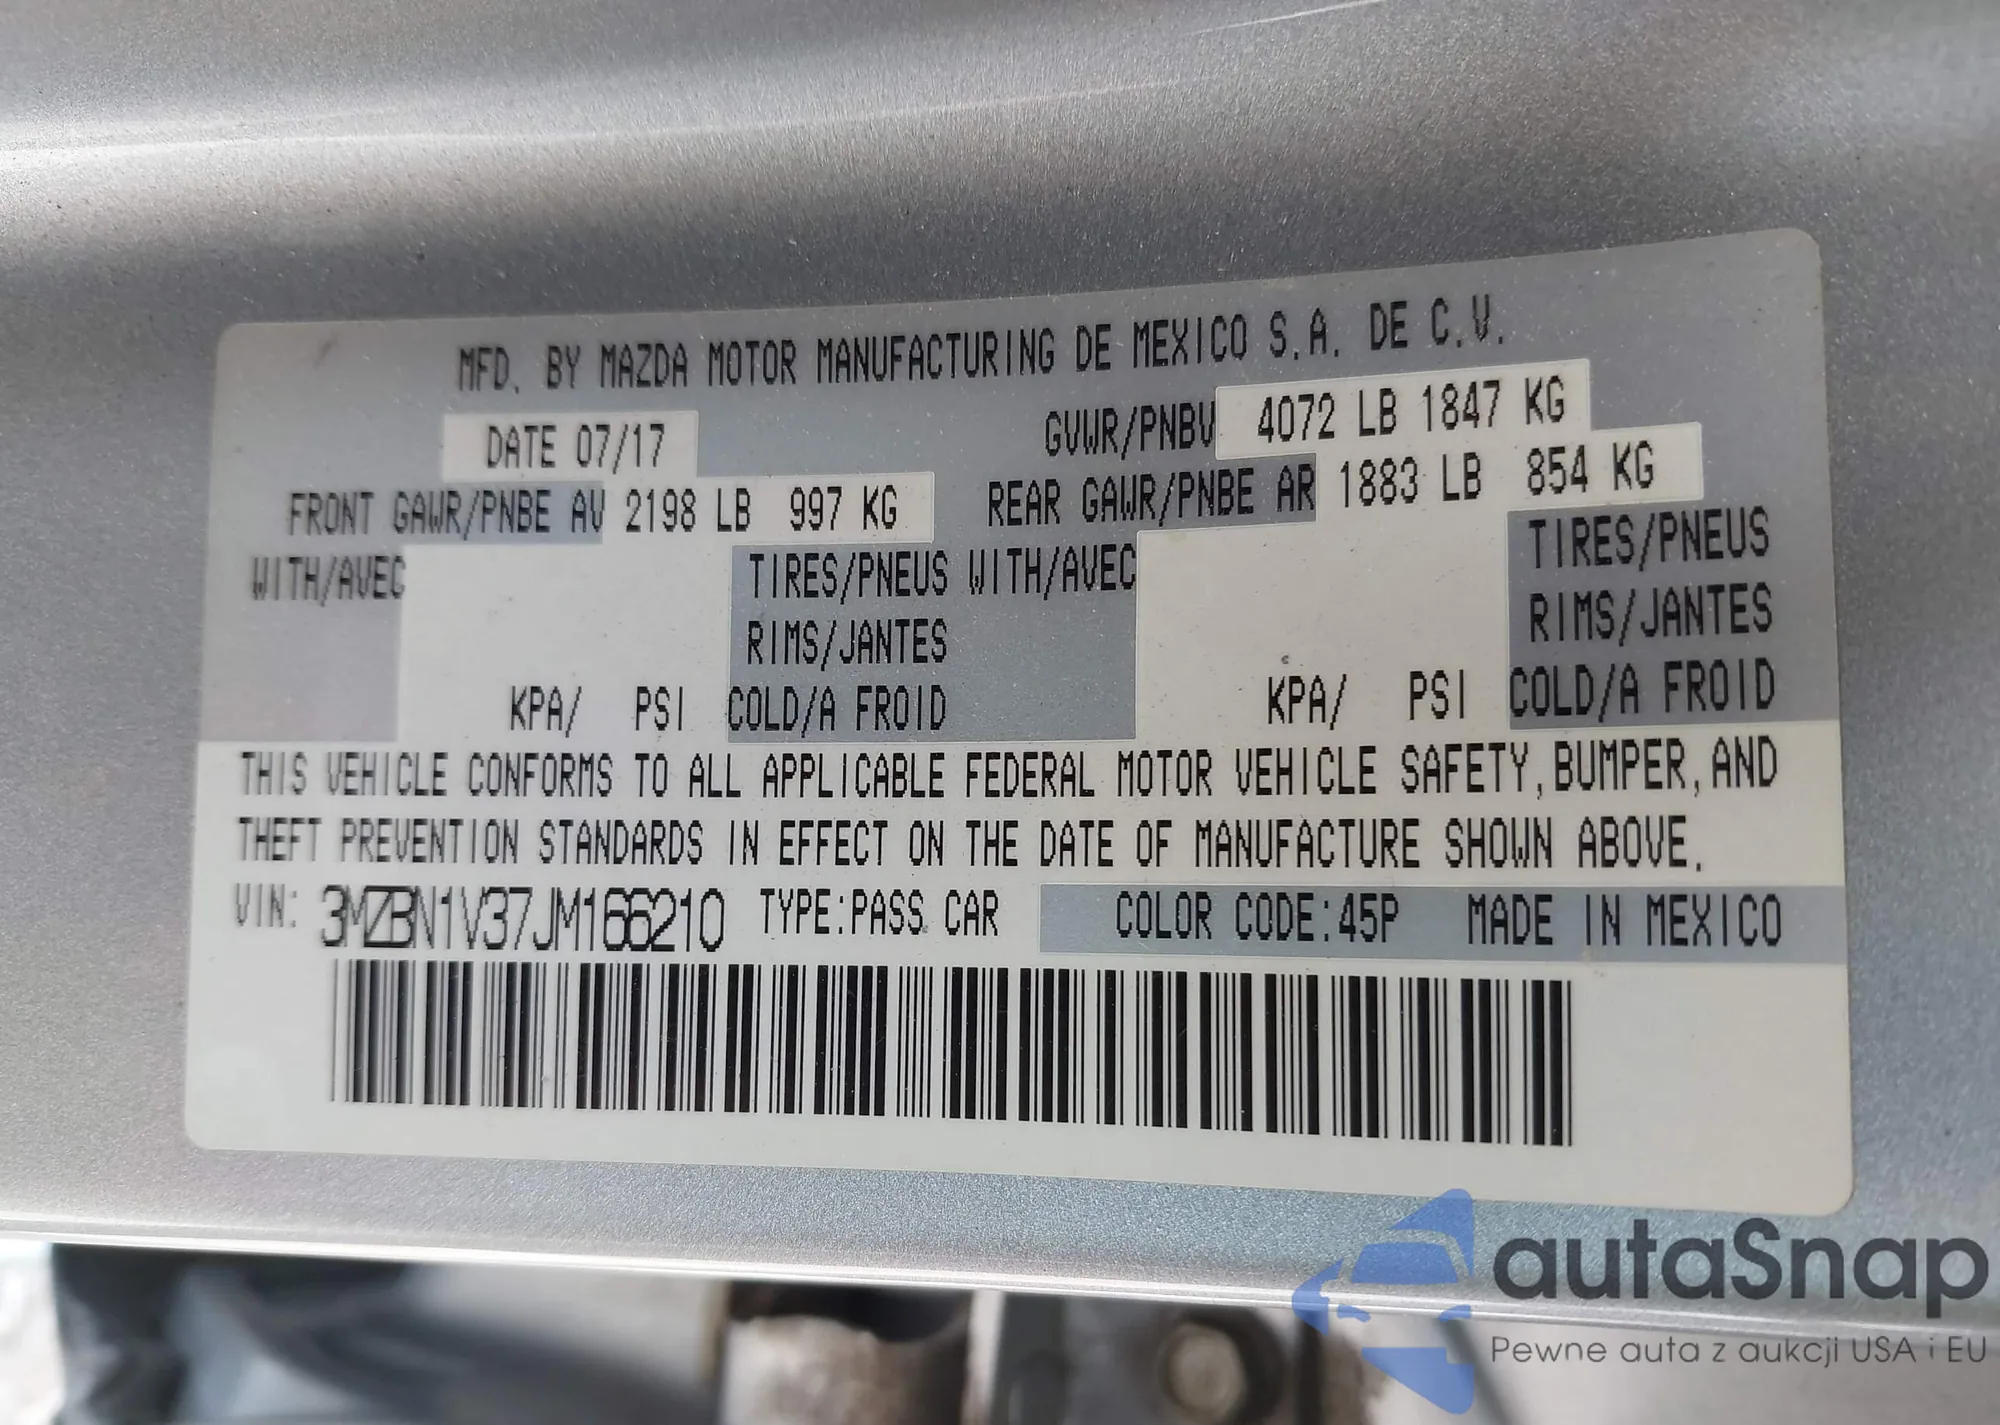 MFD. BY MAZDA MOTOR MANUFACTURING DE MEXICO S.A. DE C.V.
DATE 07/17 GVWR/PNBV 4072 LB 1847 KG
FRONT GAWR/PNBE AV 2198 LB 997 KG REAR GAWR/PNBE AR 1883 LB 854 KG
WITH/AVEC TIRES/PNEUS WITH/AVEC TIRES/PNEUS
RIMS/JANTES RIMS/JANTES
KPA/ PSI COLD/A FROID KPA/ PSI COLD/A FROID
THIS VEHICLE CONFORMS TO ALL APPLICABLE FEDERAL MOTOR VEHICLE SAFETY, BUMPER, AND
THEFT PREVENTION STANDARDS IN EFFECT ON THE DATE OF MANUFACTURE SHOWN ABOVE.
VIN: 3MZBN1V37JM166210 TYPE:PASS CAR COLOR CODE:45P MADE IN MEXICO
autaSnap
Pewne auta z aukcji USA i EU